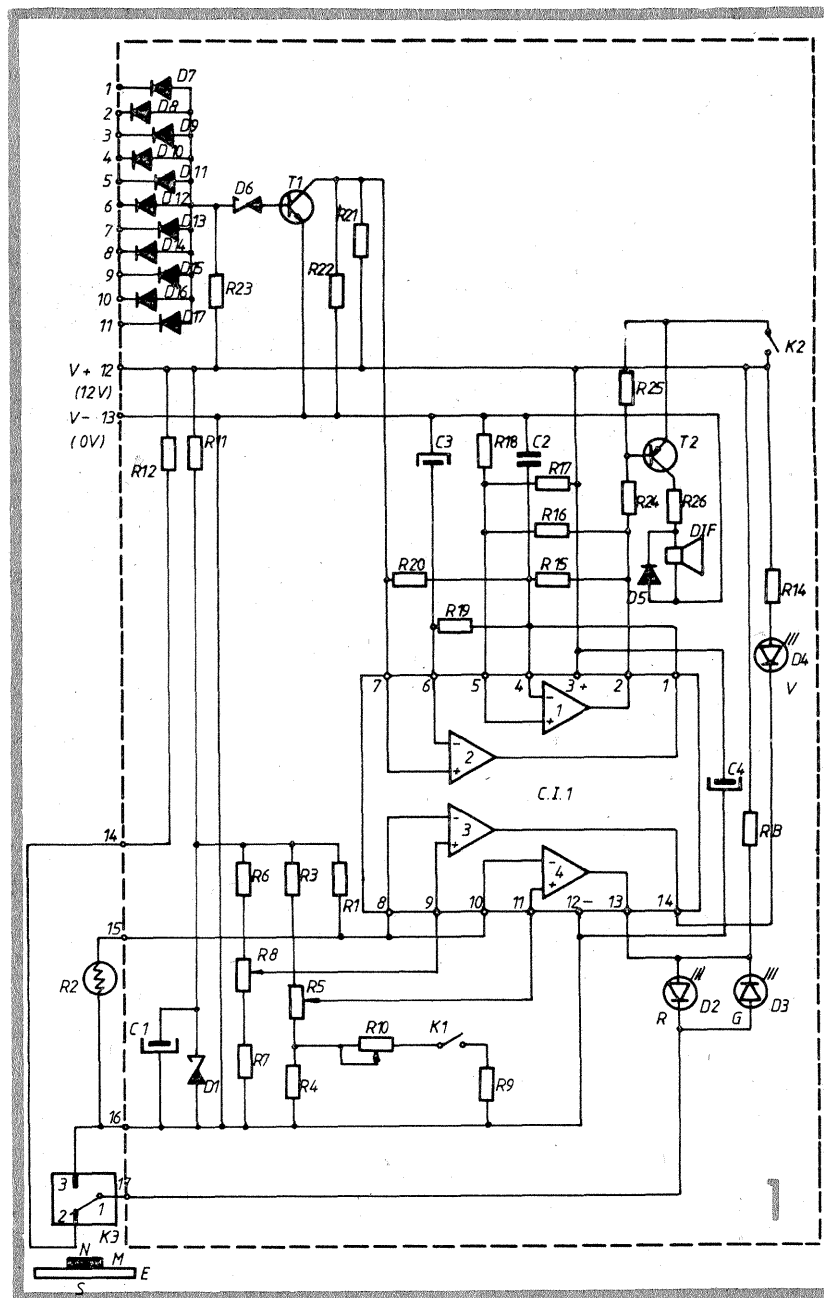 1 D7
2 D8
3 D9
4 D10
5 D11
6 D12 D6 T1
7 D13 R21
8 D14
9 D15 R22
10 D16 R23
11 D17
K2
V+ 12
(12V)
R25
V- 13
(0V)
R12 R11 C3 R18 C2 R17 T2
R24 R26
R16 DIF
R20 R15 D5 R14
R19
D4
V
7 6 5 4 3+ 2 1
- + 1
- + 2
C.I.1 C4
- + 3
RB
14 - + 4
R6 R3 R1
8 9 10 11 12- 13 14
15
R2 R8
R5 R D2 G D3
C1 R10 K1
D1 R7 R4 R9
16
3 17
2 1
K3
N M
E
S
1